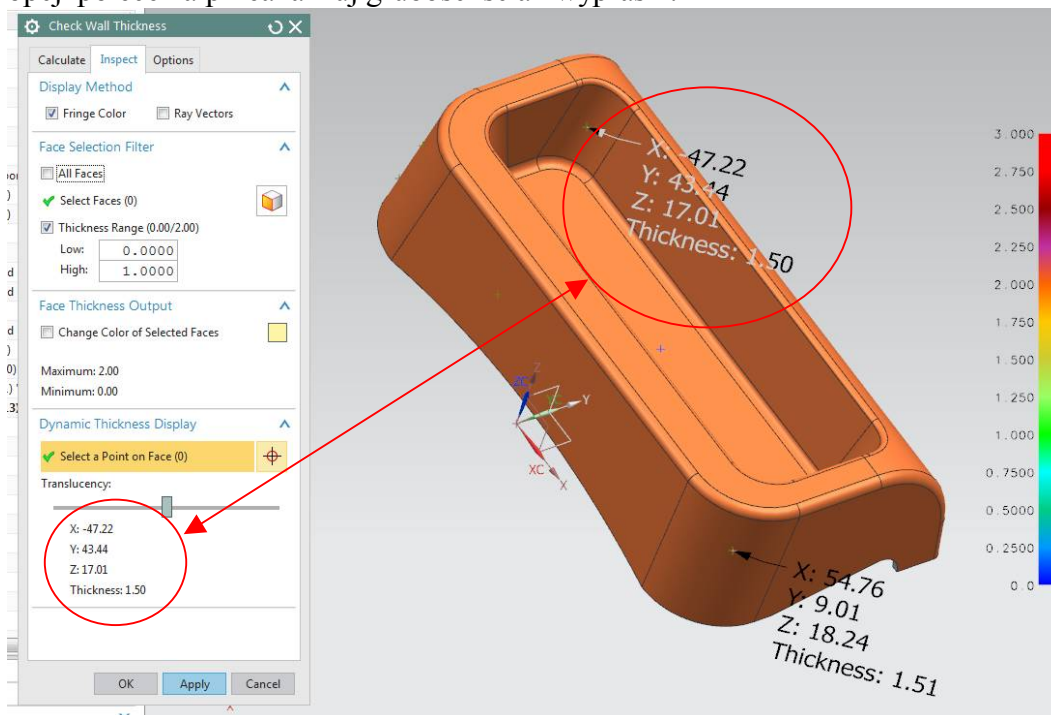 Check Wall Thickness
Calculate Inspect Options
Display Method
Fringe Color Ray Vectors
Face Selection Filter
All Faces
Select Faces (0)
Thickness Range (0.00/2.00)
Low: 0.0000
High: 1.0000
Face Thickness Output
Change Color of Selected Faces
Maximum: 2.00
Minimum: 0.00
Dynamic Thickness Display
Select a Point on Face (0)
Translucency:
X: -47.22
Y: 43.44
Z: 17.01
Thickness: 1.50
OK Apply Cancel
X: -47.22
Y: 43.44
Z: 17.01
Thickness: 1.50
ZC Z
YC Y
XC X
X: 54.76
Y: 9.01
Z: 18.24
Thickness: 1.51
3.000
2.750
2.500
2.250
2.000
1.750
1.500
1.250
1.000
0.7500
0.5000
0.2500
0.0